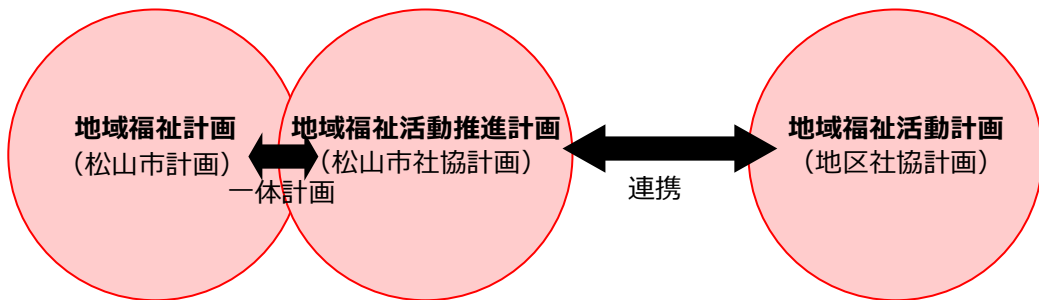 地域福祉計画
（松山市計画）
一体計画
地域福祉活動推進計画
（松山市社協計画）
連携
地域福祉活動計画
（地区社協計画）